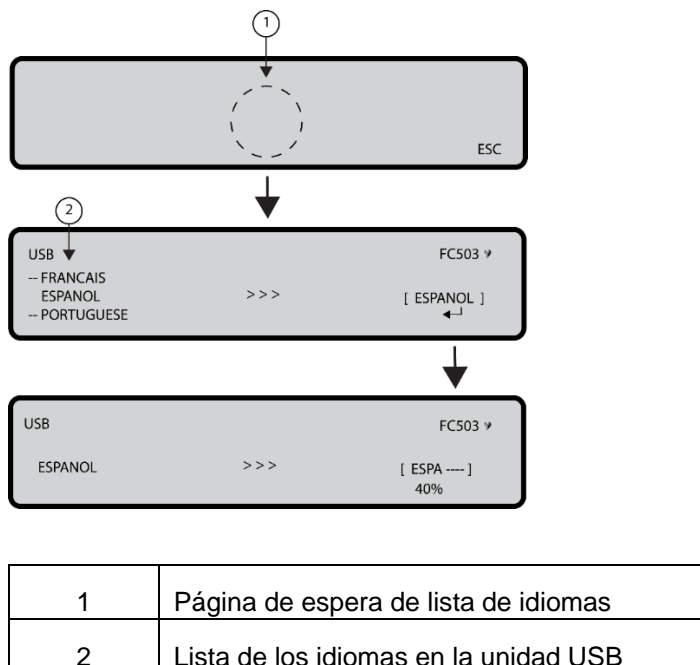 1
ESC
2
USB FC503
-- FRANCAIS
ESPANOL >>> [ ESPANOL ]
-- PORTUGUESE
USB FC503
ESPANOL >>> [ ESPA ---- ]
40%
1 Página de espera de lista de idiomas
2 Lista de los idiomas en la unidad USB